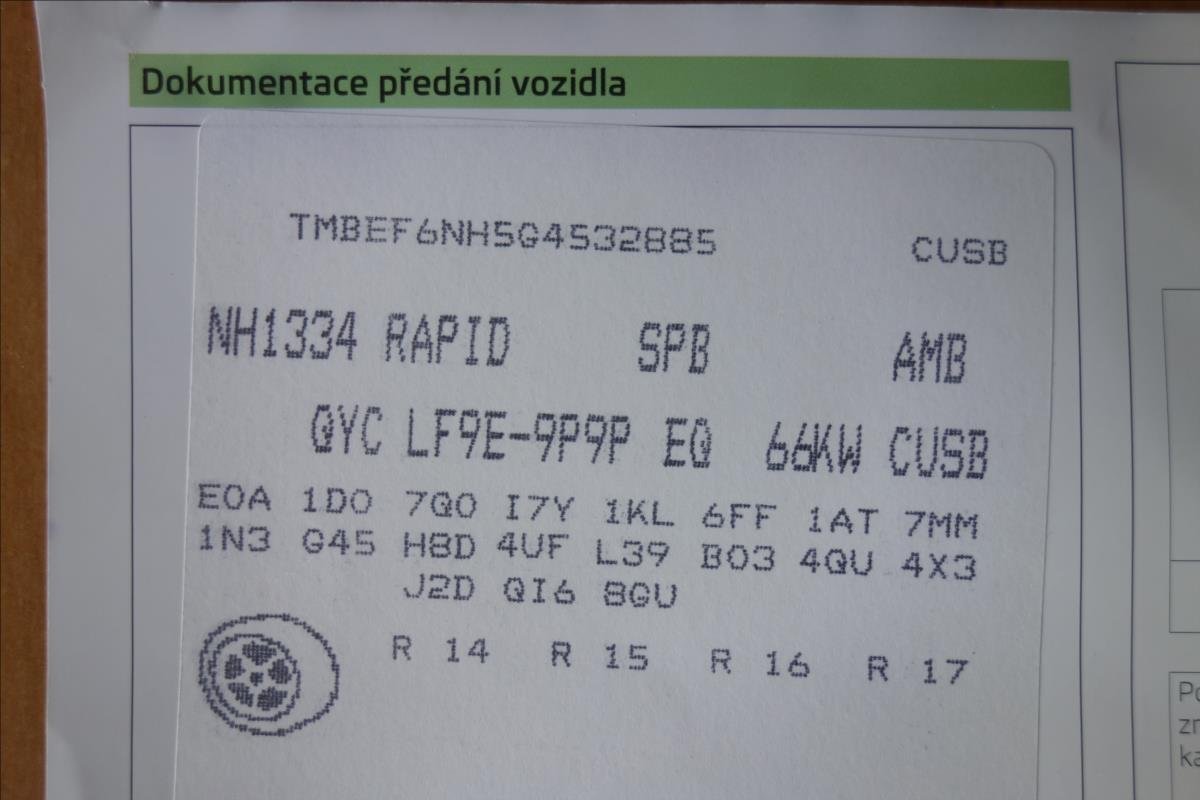 Dokumentace předání vozidla
TMBEF6NH5G4532885 CUSB
NH1334 RAPID SPB AMB
QYC LF9E-9P9P EQ 66KW CUSB
E0A 1D0 7Q0 I7Y 1KL 6FF 1AT 7MM
1N3 G45 H8D 4UF L39 B03 4QU 4X3
J2D QI6 8GU
R 14 R 15 R 16 R 17